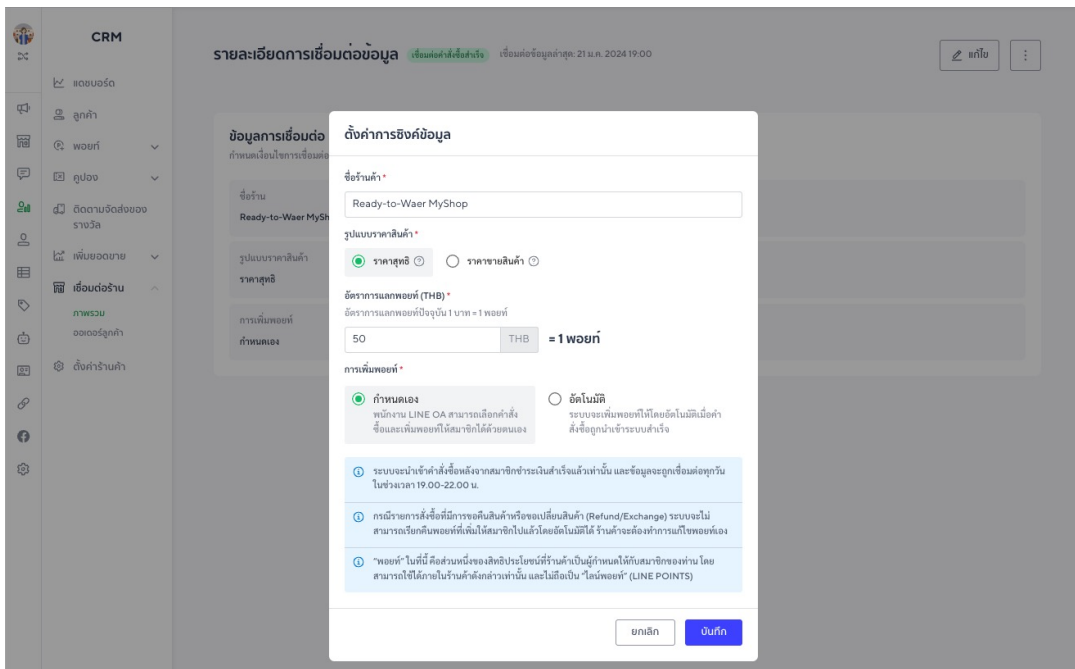 CRM
แดชบอร์ด
ลูกค้า
พอยท์
คูปอง
ติดตามจัดส่งของ
รางวัล
เพิ่มยอดขาย
เชื่อมต่อร้าน
ภาพรวม
ออเดอร์ลูกค้า
ตั้งค่าร้านค้า
รายละเอียดการเชื่อมต่อข้อมูล เชื่อมต่อคำสั่งซื้อสำเร็จ เชื่อมต่อข้อมูลล่าสุด: 21 ม.ค. 2024 19:00
แก้ไข
ข้อมูลการเชื่อมต่อ
กำหนดเงื่อนไขการเชื่อมต่อ
ชื่อร้าน
Ready-to-Waer MySh
รูปแบบราคาสินค้า
ราคาสุทธิ
การเพิ่มพอยท์
กำหนดเอง
ตั้งค่าการซิงค์ข้อมูล
ชื่อร้านค้า *
Ready-to-Waer MyShop
รูปแบบราคาสินค้า *
ราคาสุทธิ ราคาขายสินค้า
อัตราการแลกพอยท์ (THB) *
อัตราการแลกพอยท์ปัจจุบัน 1 บาท = 1 พอยท์
50 THB = 1 พอยท์
การเพิ่มพอยท์ *
กำหนดเอง
พนักงาน LINE OA สามารถเลือกคำสั่ง
ซื้อและเพิ่มพอยท์ให้สมาชิกได้ด้วยตนเอง
อัตโนมัติ
ระบบจะเพิ่มพอยท์ให้โดยอัตโนมัติเมื่อคำ
สั่งซื้อถูกนำเข้าระบบสำเร็จ
ระบบจะนำเข้าคำสั่งซื้อหลังจากสมาชิกชำระเงินสำเร็จแล้วเท่านั้น และข้อมูลจะถูกเชื่อมต่อทุกวัน
ในช่วงเวลา 19.00-22.00 น.
กรณีรายการสั่งซื้อที่มีการขอคืนสินค้าหรือขอเปลี่ยนสินค้า (Refund/Exchange) ระบบจะไม่
สามารถเรียกคืนพอยท์ที่เพิ่มให้สมาชิกไปแล้วโดยอัตโนมัติได้ ร้านค้าจะต้องทำการแก้ไขพอยท์เอง
"พอยท์" ในที่นี้ คือส่วนหนึ่งของสิทธิประโยชน์ที่ร้านค้าเป็นผู้กำหนดให้กับสมาชิกของท่าน โดย
สามารถใช้ได้ภายในร้านค้าดังกล่าวเท่านั้น และไม่ถือเป็น "ไลน์พอยท์" (LINE POINTS)
ยกเลิก บันทึก